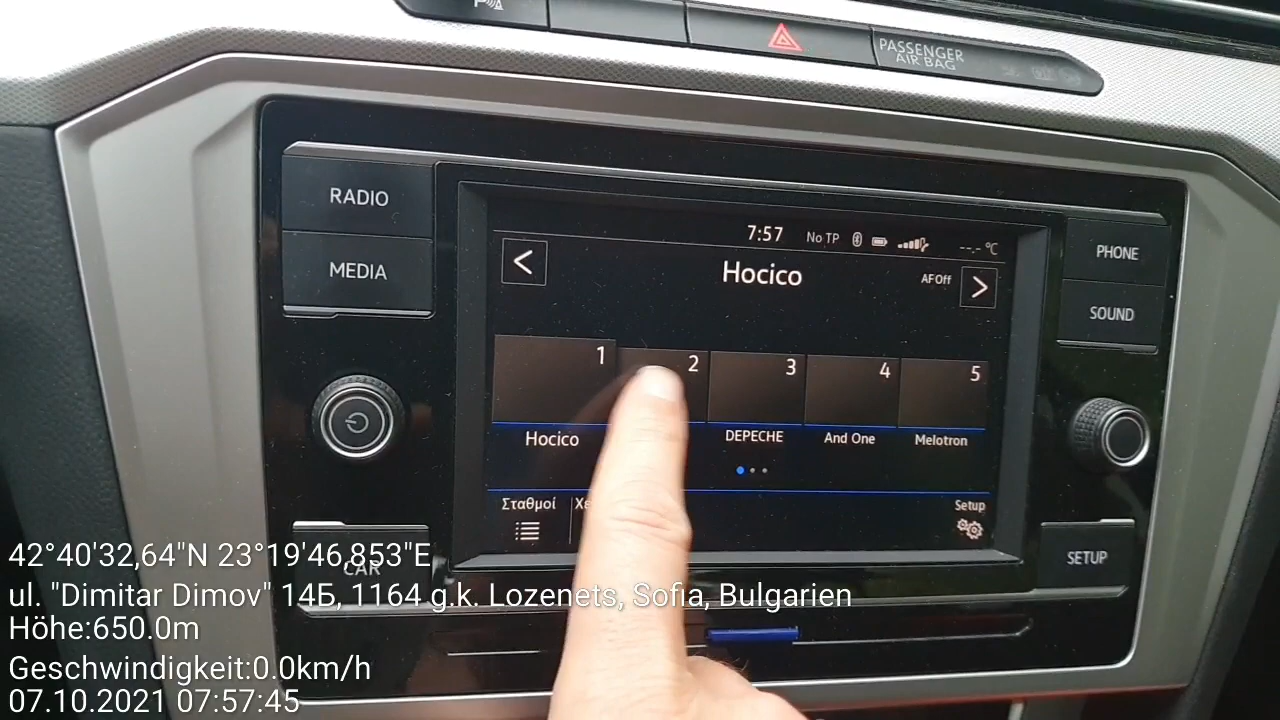 PASSENGER
AIR BAG
RADIO
MEDIA
PHONE
SOUND
7:57 No TP --.-°C
< Hocico AF Off >
1 2 3 4 5
Hocico DEPECHE And One Melotron
Σταθμοί Setup
CAR
SETUP
42°40'32,64"N 23°19'46,853"E
ul. "Dimitar Dimov" 14Б, 1164 g.k. Lozenets, Sofia, Bulgarien
Höhe:650.0m
Geschwindigkeit:0.0km/h
07.10.2021 07:57:45